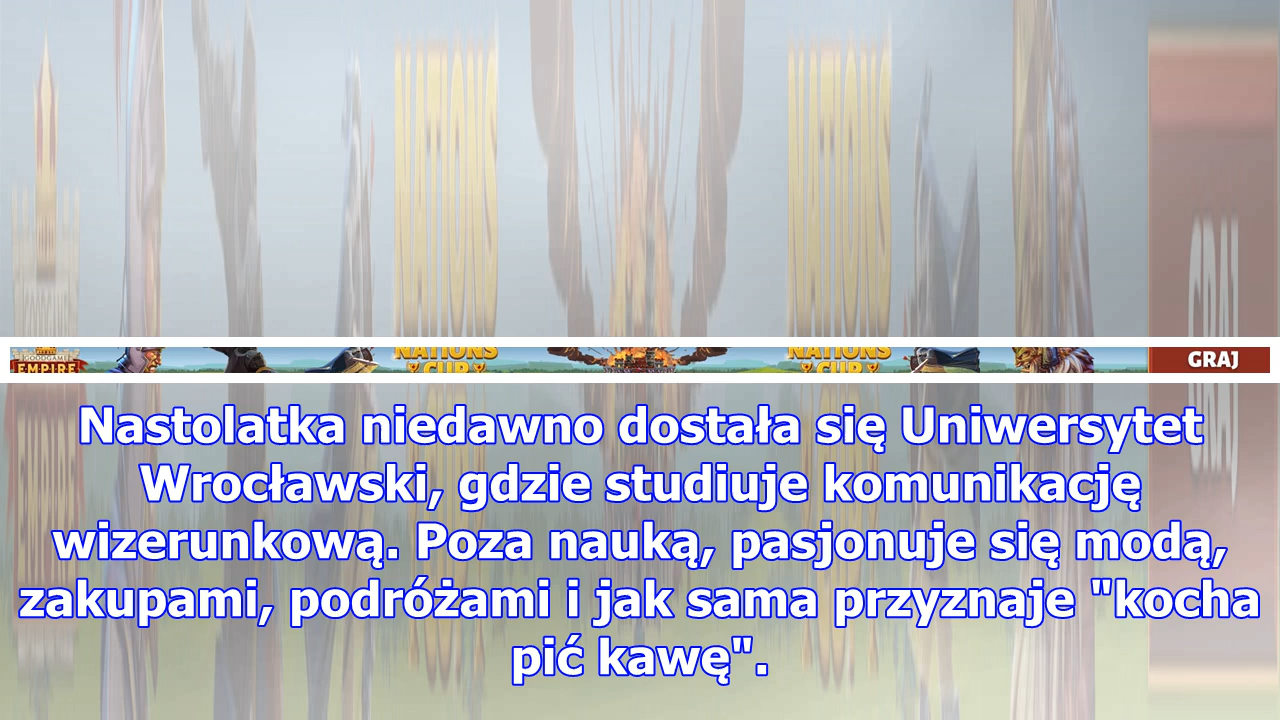 GOODGAME
EMPIRE
NATIONS
CUP
NATIONS
CUP
GRAJ
Nastolatka niedawno dostała się Uniwersytet
Wrocławski, gdzie studiuje komunikację
wizerunkową. Poza nauką, pasjonuje się modą,
zakupami, podróżami i jak sama przyznaje "kocha
pić kawę".